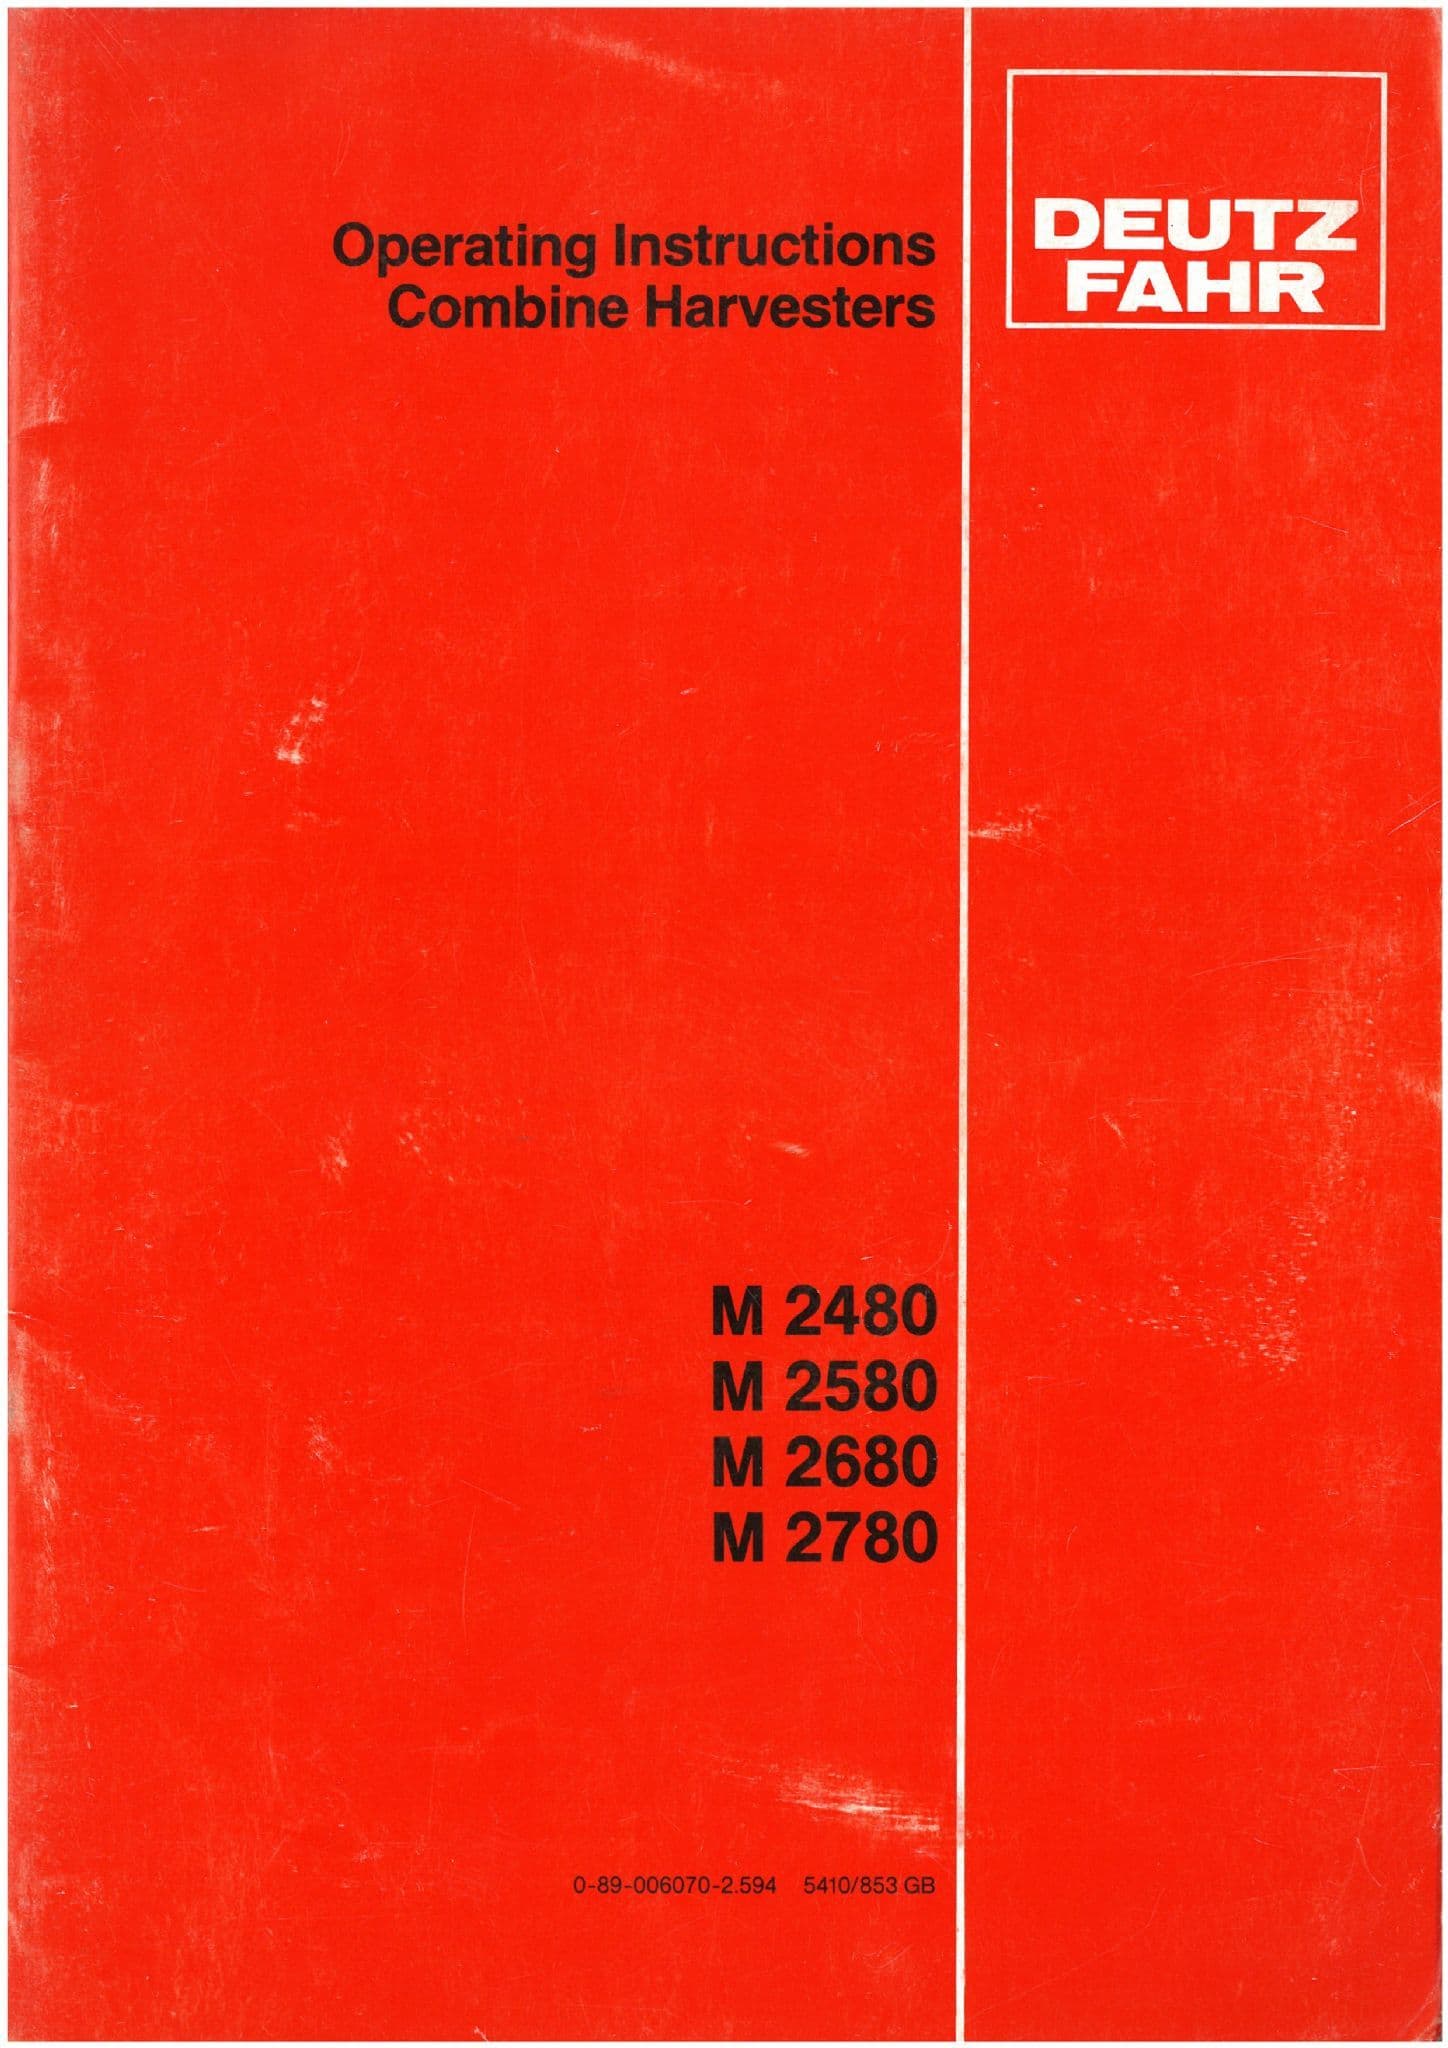 Operating Instructions
Combine Harvesters
DEUTZ
FAHR
M 2480
M 2580
M 2680
M 2780
0-89-006070-2.594 5410/853 GB